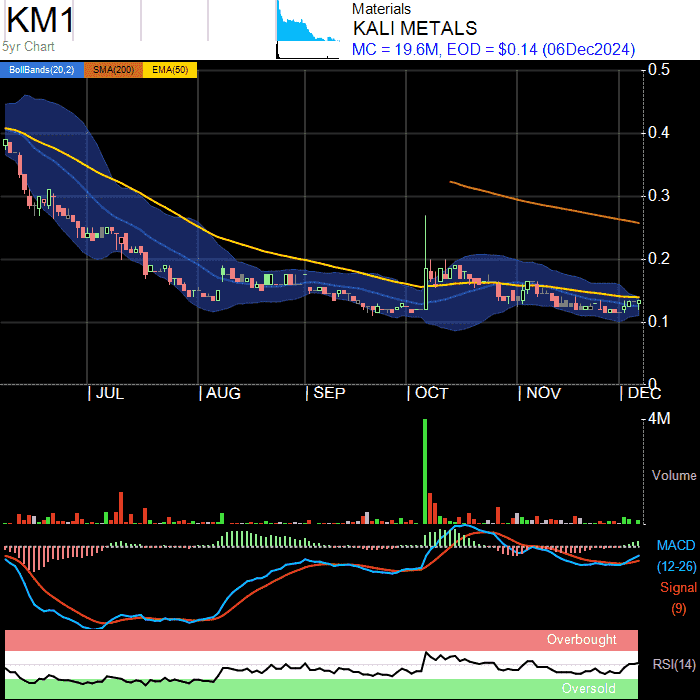 KM1
5yr Chart
Materials
KALI METALS
MC = 19.6M, EOD = $0.14 (06Dec2024)
BollBands(20,2) SMA(200) EMA(50)
0.5
0.4
0.3
0.2
0.1
0
JUL AUG SEP OCT NOV DEC
4M
Volume
MACD
(12-26)
Signal
(9)
Overbought
RSI(14)
Oversold